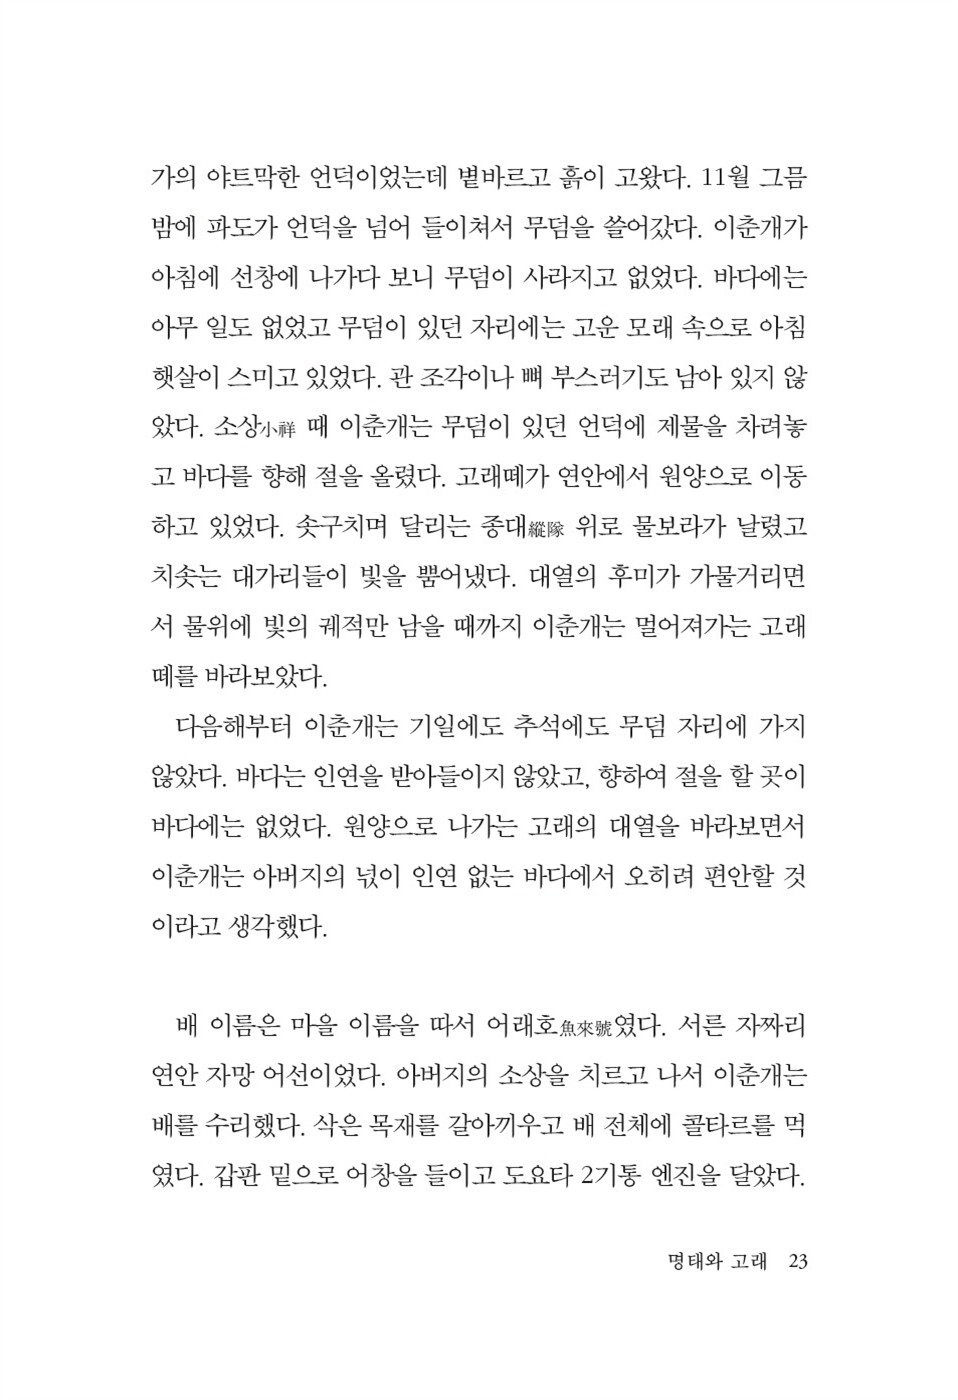 가의 야트막한 언덕이었는데 볕바르고 흙이 고왔다. 11월 그믐
밤에 파도가 언덕을 넘어 들이쳐서 무덤을 쓸어갔다. 이춘개가
아침에 선창에 나가다 보니 무덤이 사라지고 없었다. 바다에는
아무 일도 없었고 무덤이 있던 자리에는 고운 모래 속으로 아침
햇살이 스미고 있었다. 관 조각이나 뼈 부스러기도 남아 있지 않
았다. 소상小祥 때 이춘개는 무덤이 있던 언덕에 제물을 차려놓
고 바다를 향해 절을 올렸다. 고래떼가 연안에서 원양으로 이동
하고 있었다. 솟구치며 달리는 종대縱隊 위로 물보라가 날렸고
치솟는 대가리들이 빛을 뿜어냈다. 대열의 후미가 가물거리면
서 물위에 빛의 궤적만 남을 때까지 이춘개는 멀어져가는 고래
떼를 바라보았다.
다음해부터 이춘개는 기일에도 추석에도 무덤 자리에 가지
않았다. 바다는 인연을 받아들이지 않았고, 향하여 절을 할 곳이
바다에는 없었다. 원양으로 나가는 고래의 대열을 바라보면서
이춘개는 아버지의 넋이 인연 없는 바다에서 오히려 편안할 것
이라고 생각했다.
배 이름은 마을 이름을 따서 어래호魚來號였다. 서른 자짜리
연안 자망 어선이었다. 아버지의 소상을 치르고 나서 이춘개는
배를 수리했다. 삭은 목재를 갈아끼우고 배 전체에 콜타르를 먹
였다. 갑판 밑으로 어창을 들이고 도요타 2기통 엔진을 달았다.
명태와 고래 23